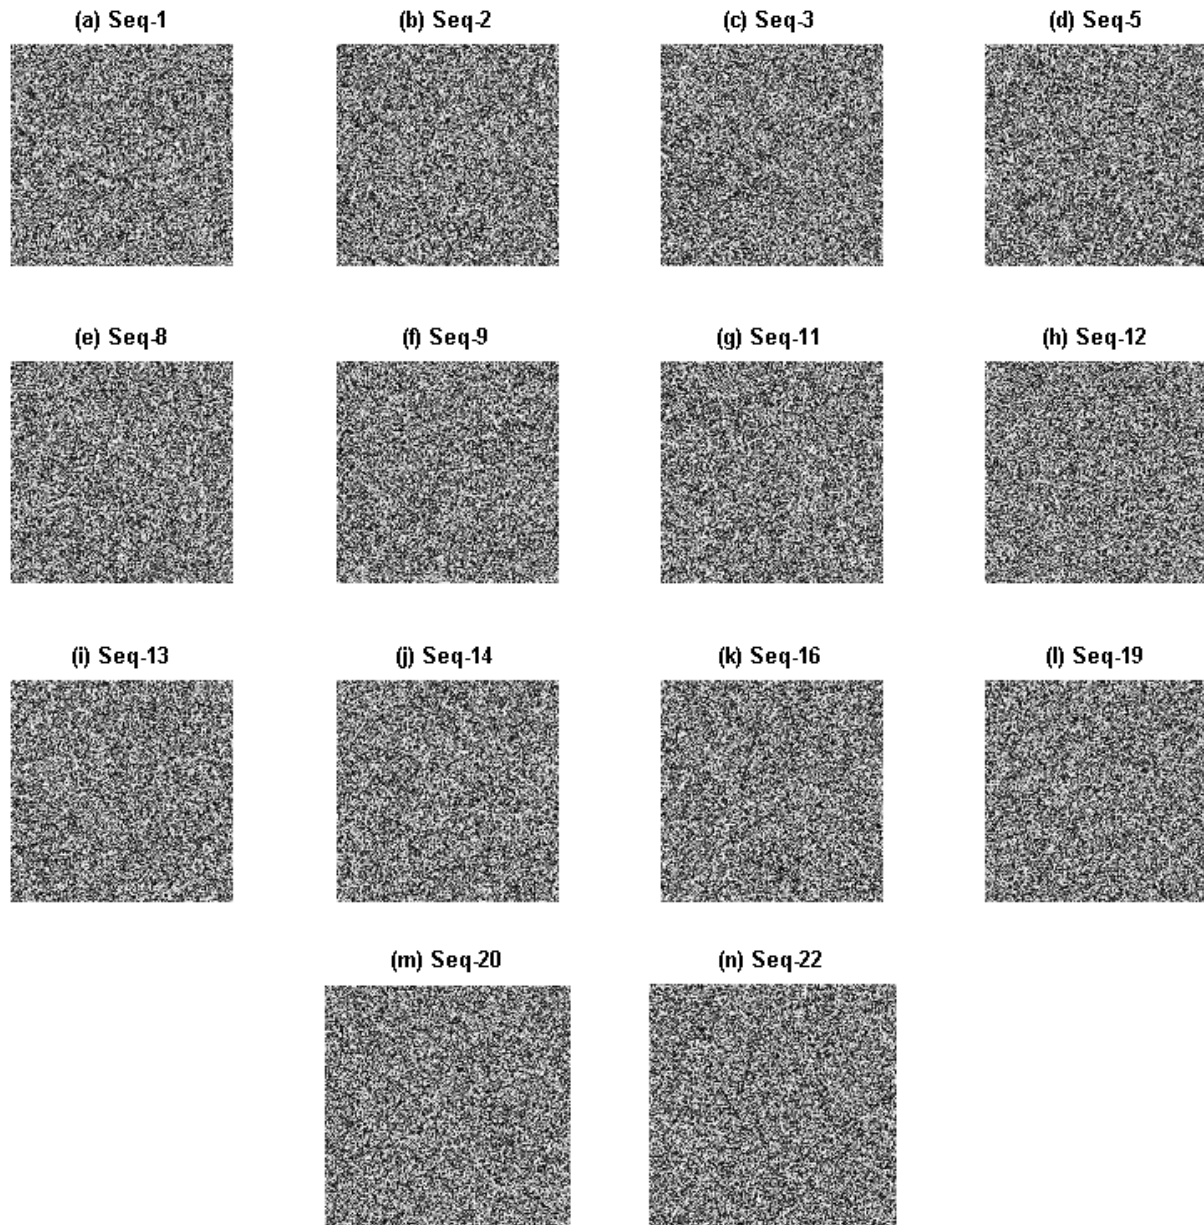 (a) Seq-1 (b) Seq-2 (c) Seq-3 (d) Seq-5
(e) Seq-8 (f) Seq-9 (g) Seq-11 (h) Seq-12
(i) Seq-13 (j) Seq-14 (k) Seq-16 (l) Seq-19
(m) Seq-20 (n) Seq-22